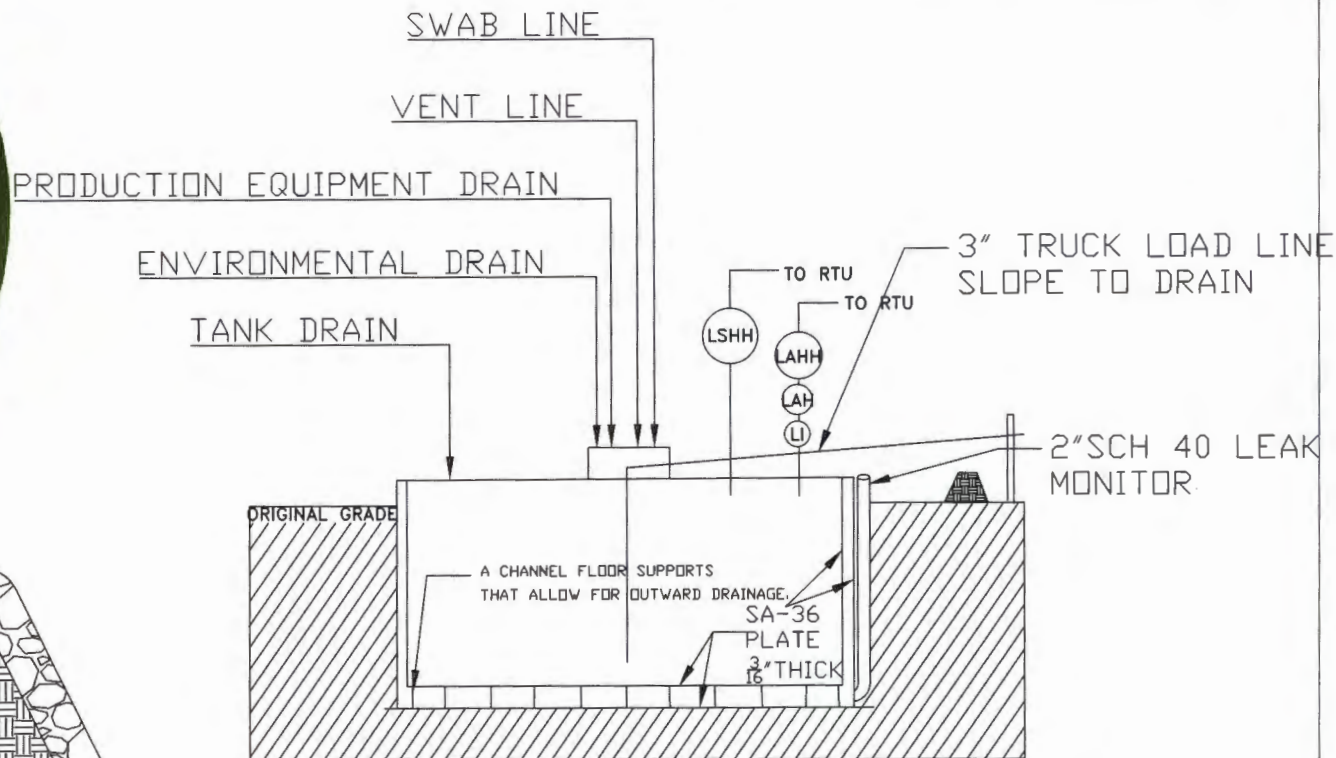 SWAB LINE
VENT LINE
PRODUCTION EQUIPMENT DRAIN
ENVIRONMENTAL DRAIN
TANK DRAIN
TO RTU
TO RTU
3" TRUCK LOAD LINE
SLOPE TO DRAIN
LSHH
LAHH
LAH
LI
2"SCH 40 LEAK
MONITOR
ORIGINAL GRADE
A CHANNEL FLOOR SUPPORTS
THAT ALLOW FOR OUTWARD DRAINAGE.
SA-36
PLATE
3/16" THICK